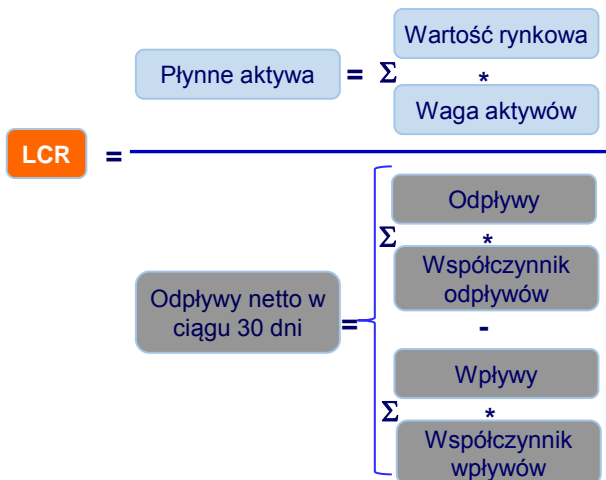 Wartość rynkowa
Płynne aktywa = Σ *
Waga aktywów
LCR =
Odpływy
Σ *
Współczynnik
odpływów
Odpływy netto w
ciągu 30 dni =
-
Wpływy
Σ *
Współczynnik
wpływów